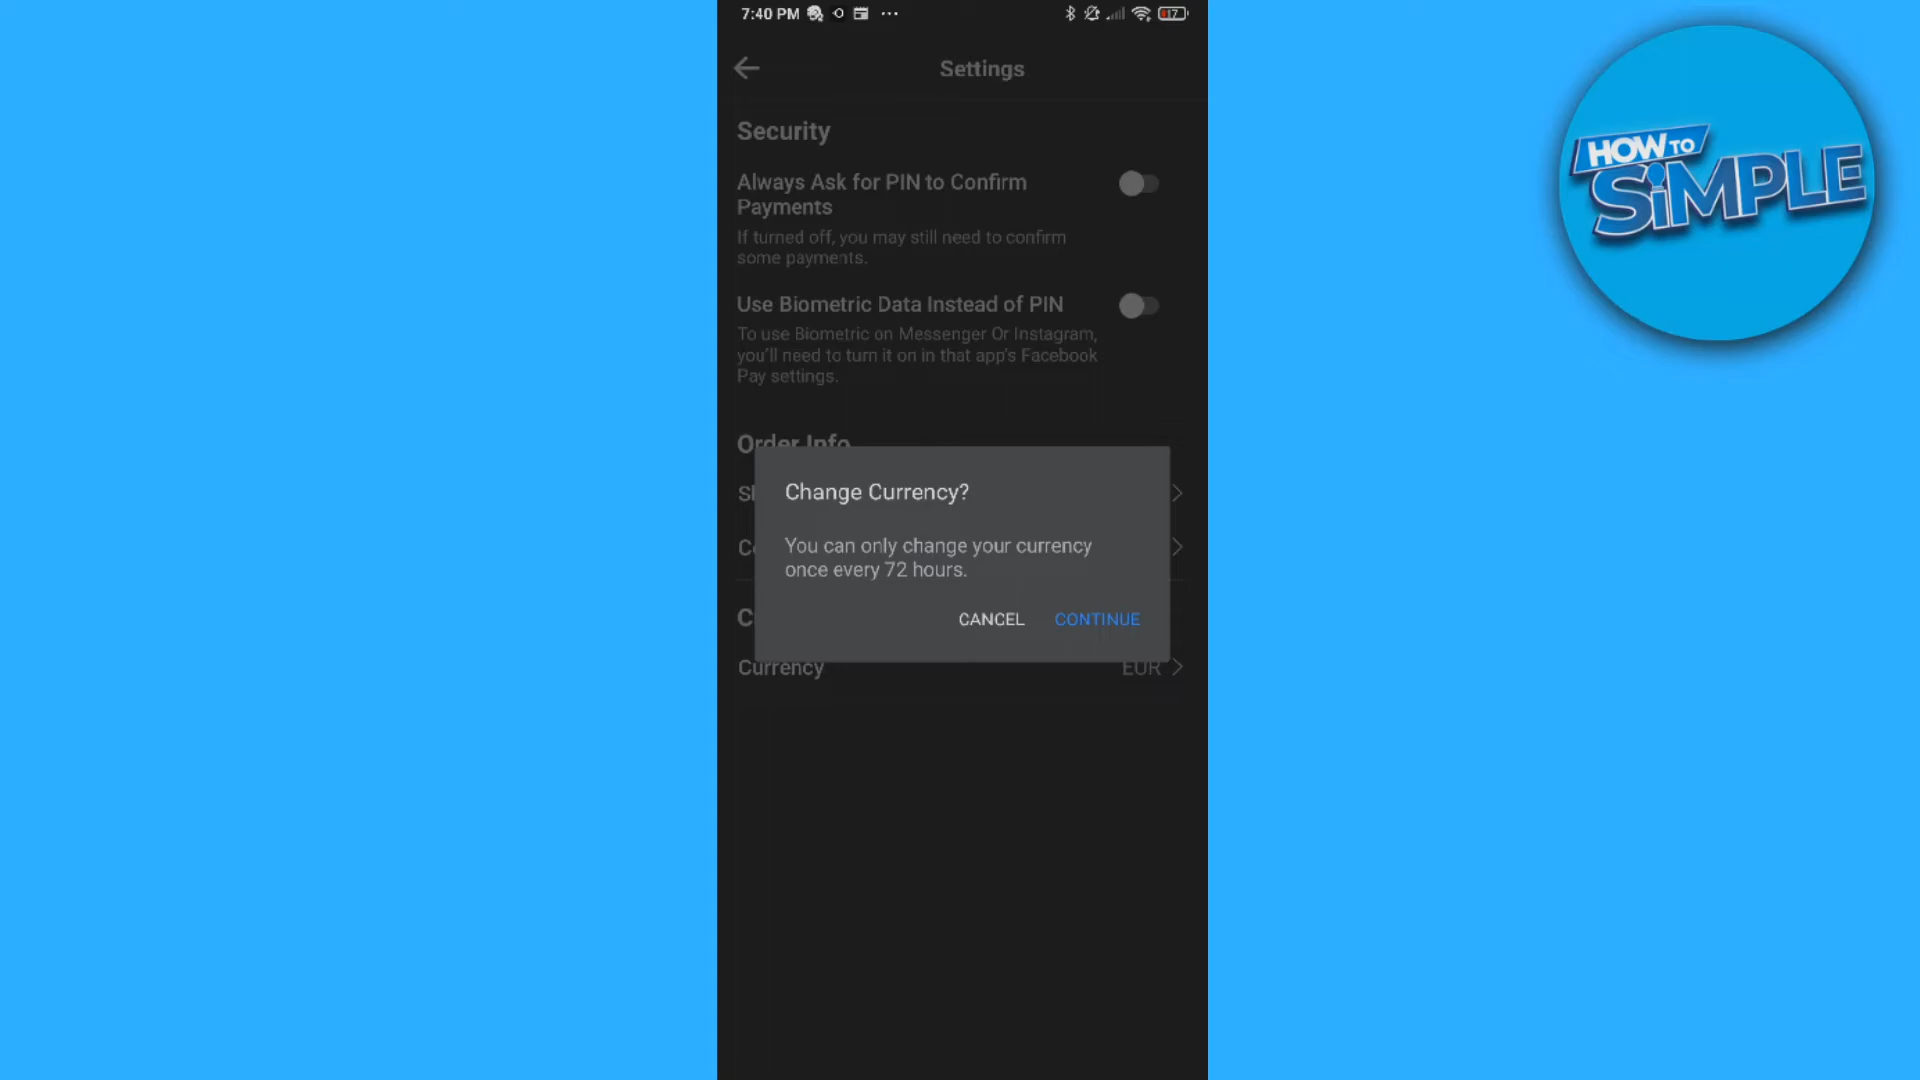 7:40 PM
17
Settings
Security
Always Ask for PIN to Confirm
Payments
If turned off, you may still need to confirm
some payments.
Use Biometric Data Instead of PIN
To use Biometric on Messenger Or Instagram,
you'll need to turn it on in that app's Facebook
Pay settings.
Order Info
Change Currency?
You can only change your currency
once every 72 hours.
CANCEL CONTINUE
Currency EUR
HOW TO
SiMPLE